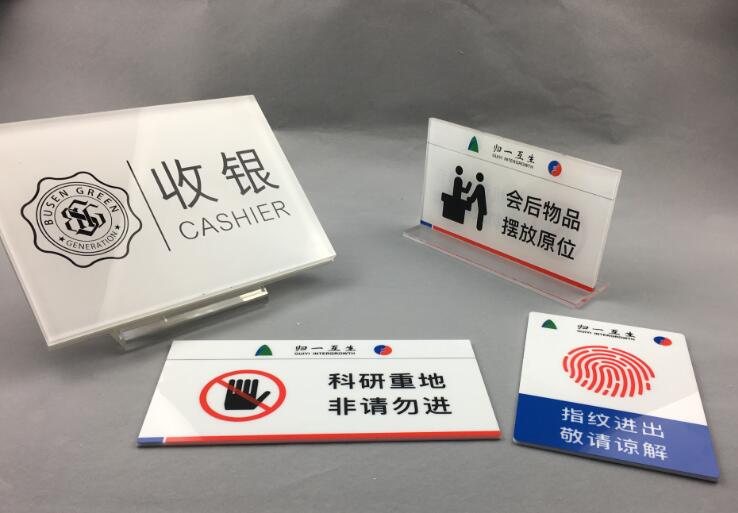 BUSEN GREEN
GENERATION
收银
CASHIER
归一互生
GUIYI INTERGROWTH
会后物品
摆放原位
归一互生
GUIYI INTERGROWTH
科研重地
非请勿进
归一互生
GUIYI INTERGROWTH
指纹进出
敬请谅解